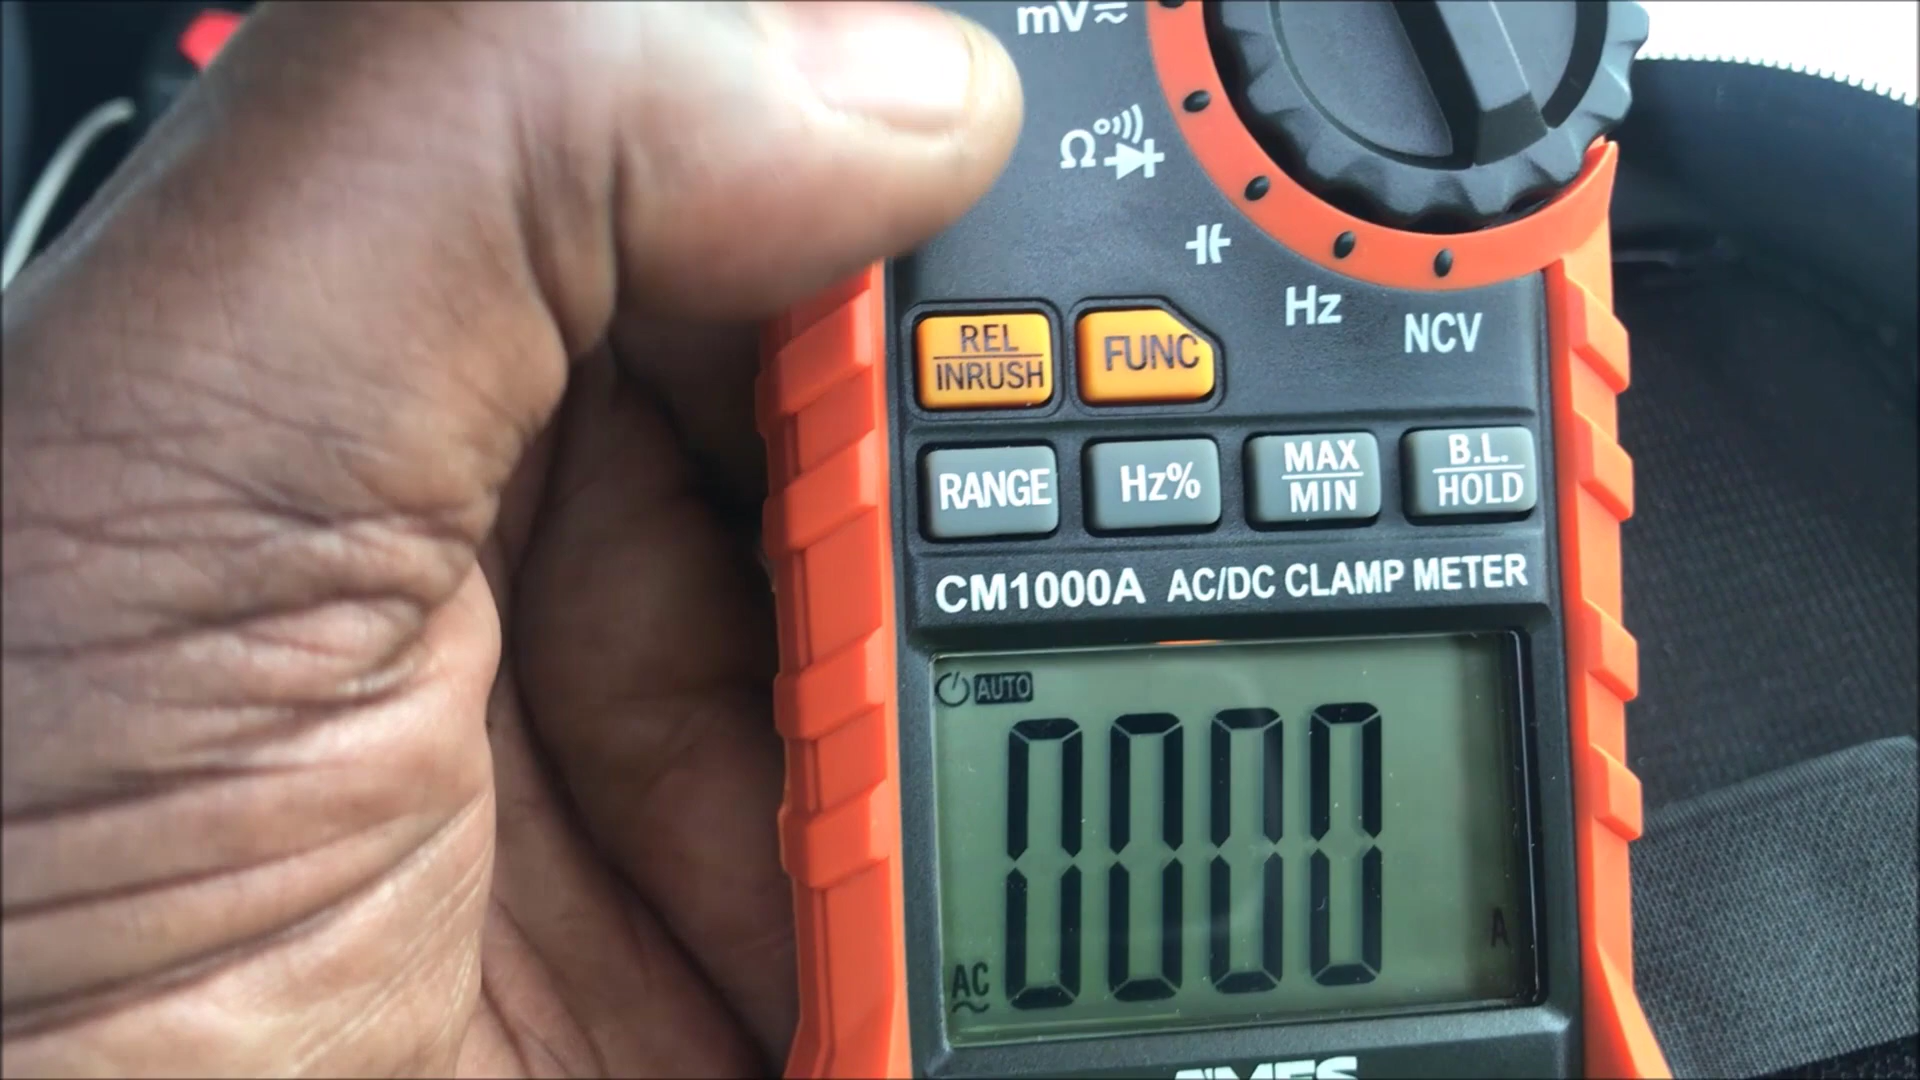 mV
Ω
Hz
NCV
REL
INRUSH
FUNC
RANGE
Hz%
MAX
MIN
B.L.
HOLD
CM1000A AC/DC CLAMP METER
AUTO
0000
A
AC